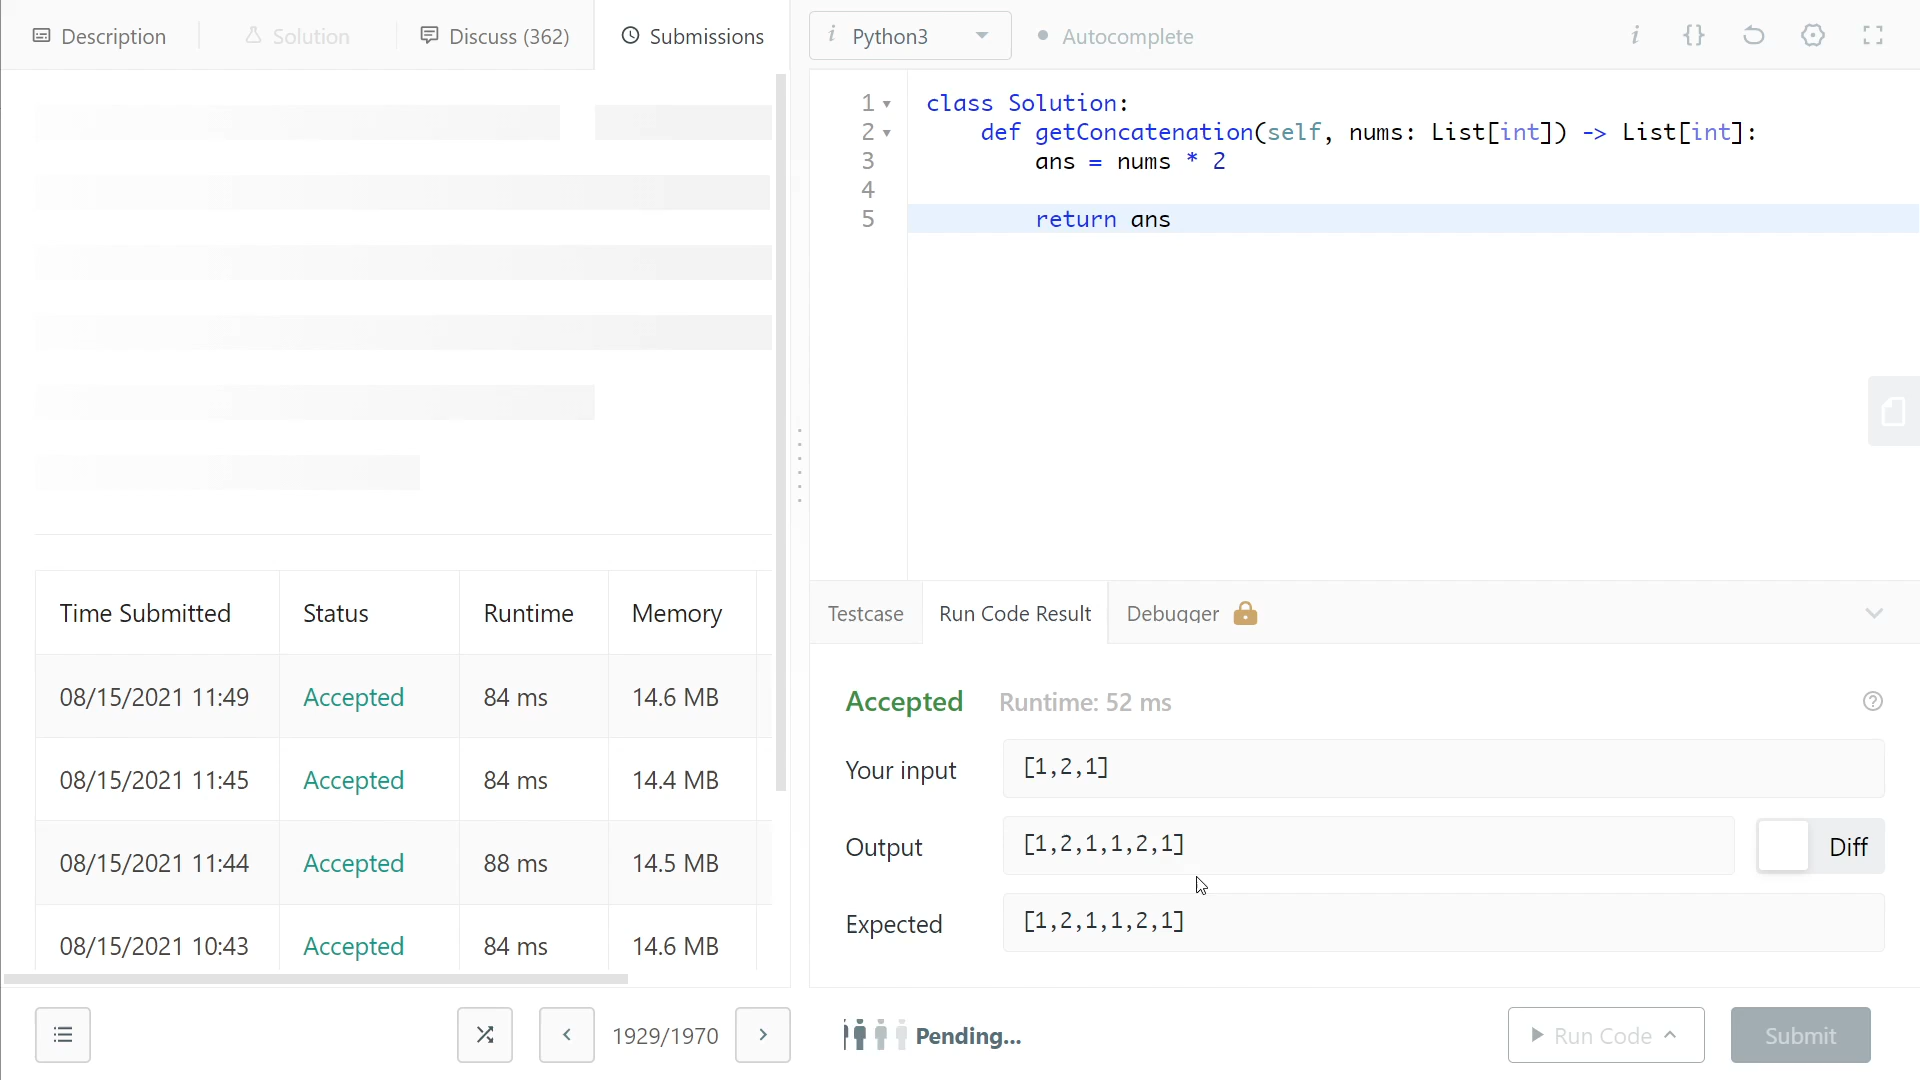 Description
Solution
Discuss (362)
Submissions
i Python3
Autocomplete
i {}
1 class Solution:
2 def getConcatenation(self, nums: List[int]) -> List[int]:
3 ans = nums * 2
4
5 return ans
Time Submitted Status Runtime Memory
08/15/2021 11:49 Accepted 84 ms 14.6 MB
08/15/2021 11:45 Accepted 84 ms 14.4 MB
08/15/2021 11:44 Accepted 88 ms 14.5 MB
08/15/2021 10:43 Accepted 84 ms 14.6 MB
Testcase Run Code Result Debugger
Accepted Runtime: 52 ms
Your input [1,2,1]
Output [1,2,1,1,2,1] Diff
Expected [1,2,1,1,2,1]
1929/1970
Pending...
Run Code
Submit